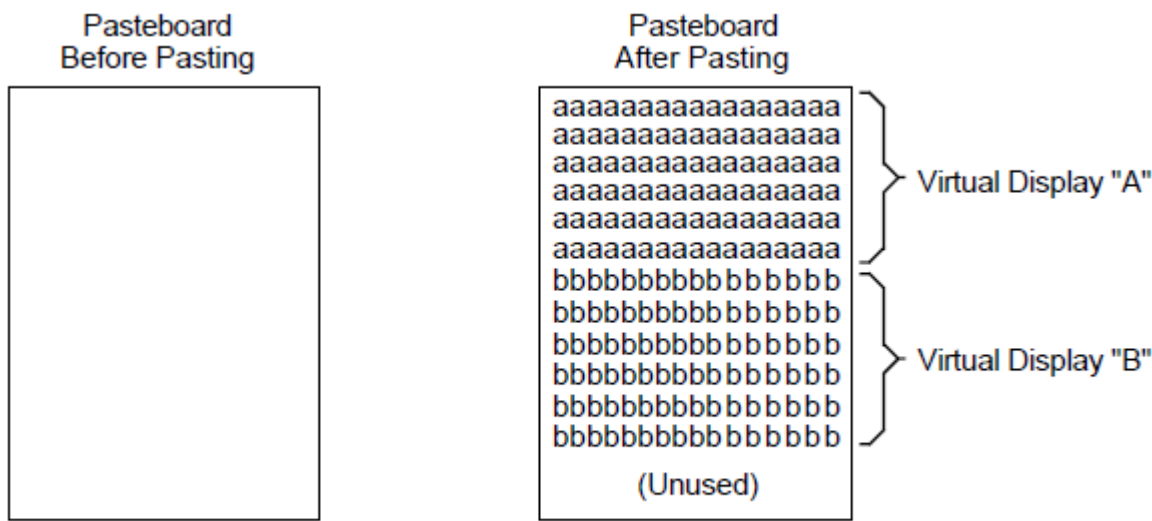 Pasteboard
Before Pasting
Pasteboard
After Pasting
aaaaaaaaaaaaaaaaa
aaaaaaaaaaaaaaaaa
aaaaaaaaaaaaaaaaa
aaaaaaaaaaaaaaaaa
aaaaaaaaaaaaaaaaa
aaaaaaaaaaaaaaaaa
Virtual Display "A"
bbbbbbbbbbbbbbbb
bbbbbbbbbbbbbbbb
bbbbbbbbbbbbbbbb
bbbbbbbbbbbbbbbb
bbbbbbbbbbbbbbbb
bbbbbbbbbbbbbbbb
Virtual Display "B"
(Unused)